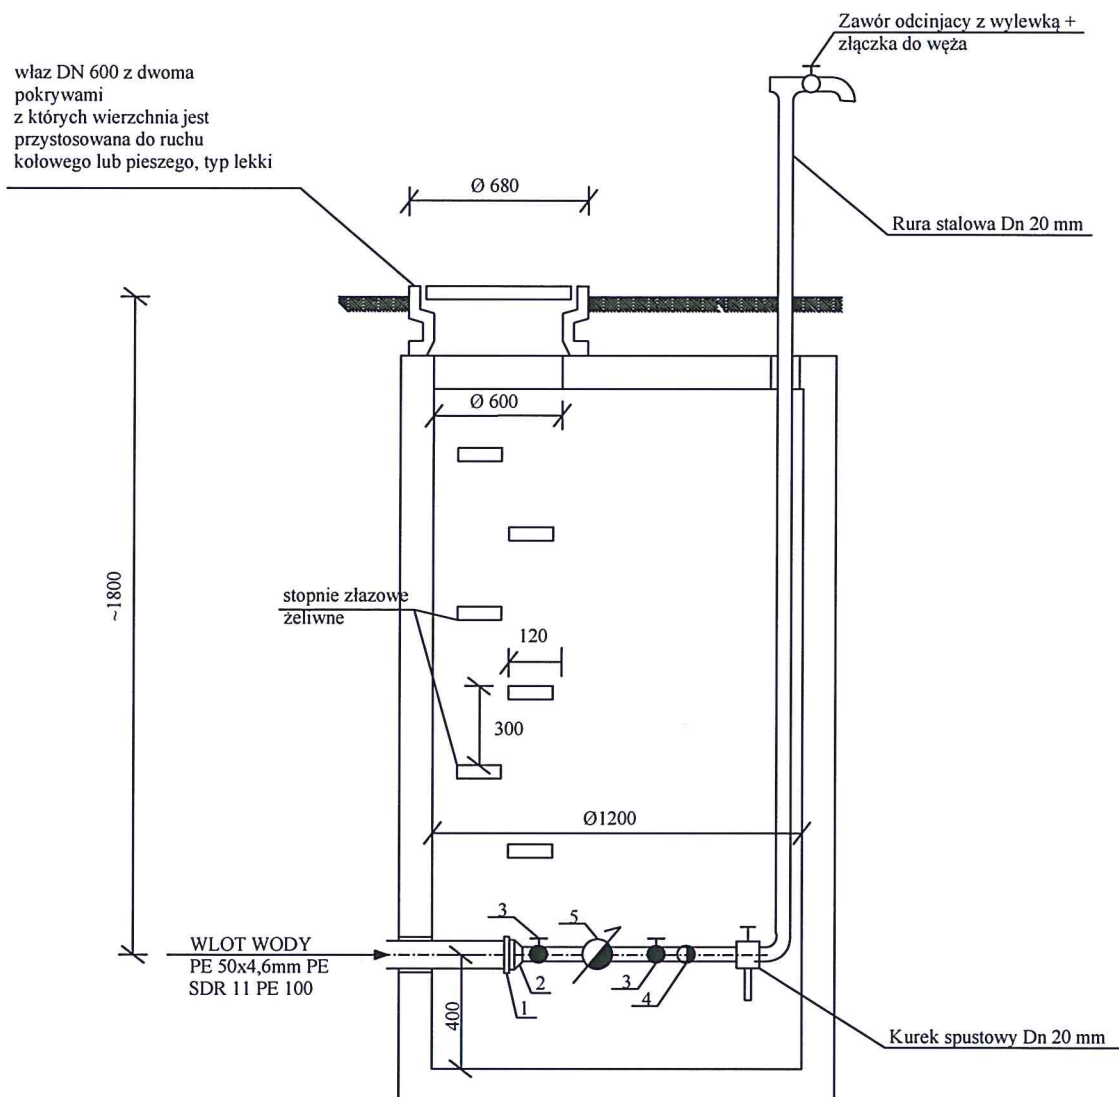 Zawór odcinjacy z wylewką +
złączka do węża
właz DN 600 z dwoma
pokrywami
z których wierzchnia jest
przystosowana do ruchu
kołowego lub pieszego, typ lekki
Ø 680
Rura stalowa Dn 20 mm
Ø 600
~1800
stopnie złazowe
żeliwne
120
300
Ø1200
3
5
WLOT WODY
PE 50x4,6mm PE
SDR 11 PE 100
2
3
4
1
400
Kurek spustowy Dn 20 mm